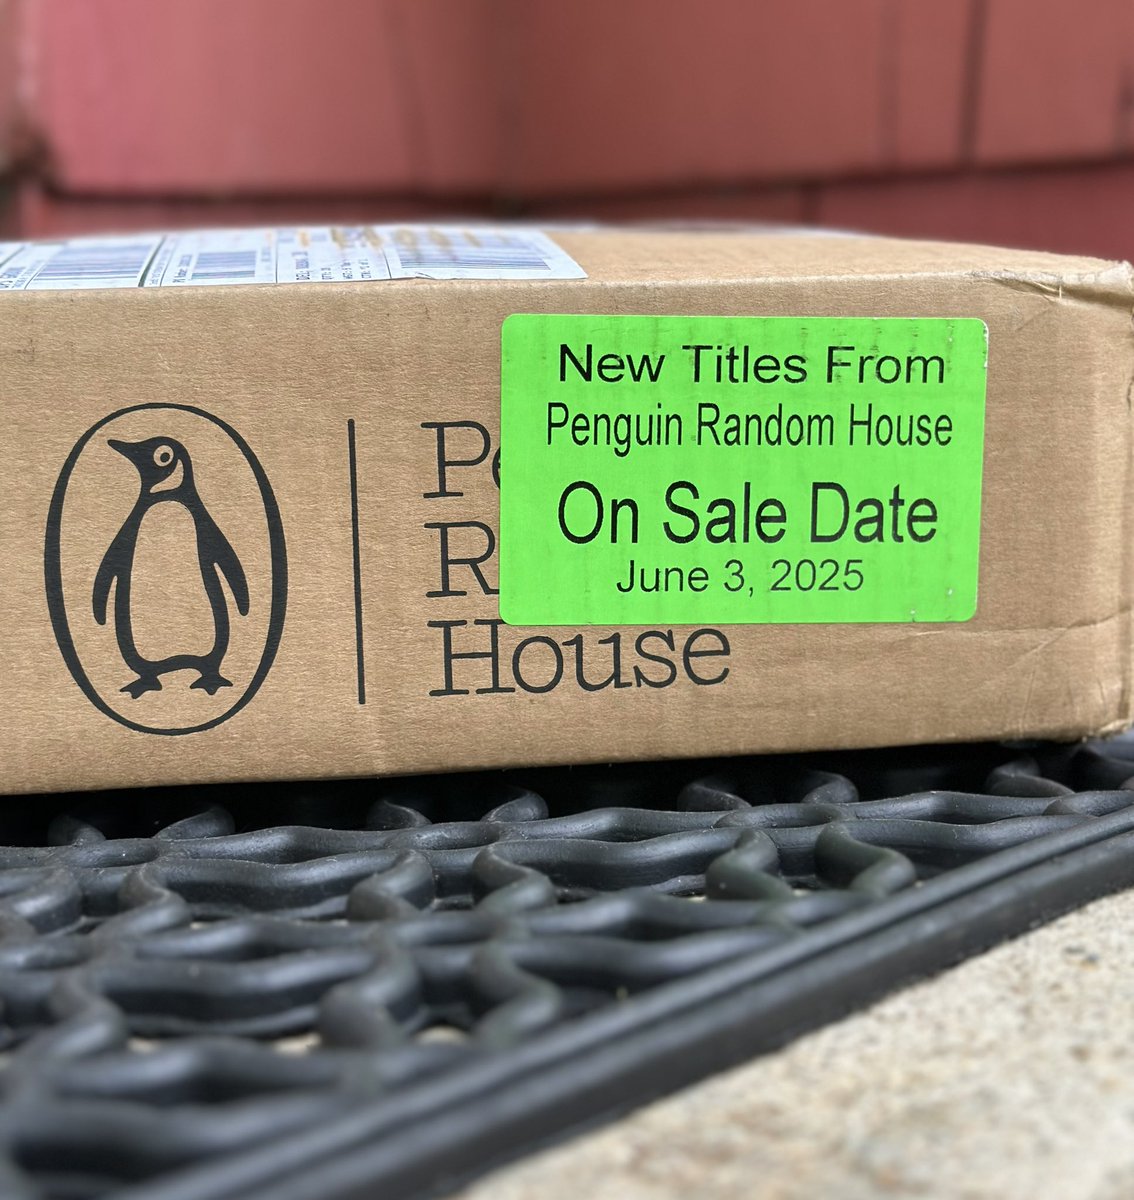 New Titles From
Penguin Random House
On Sale Date
June 3, 2025
House